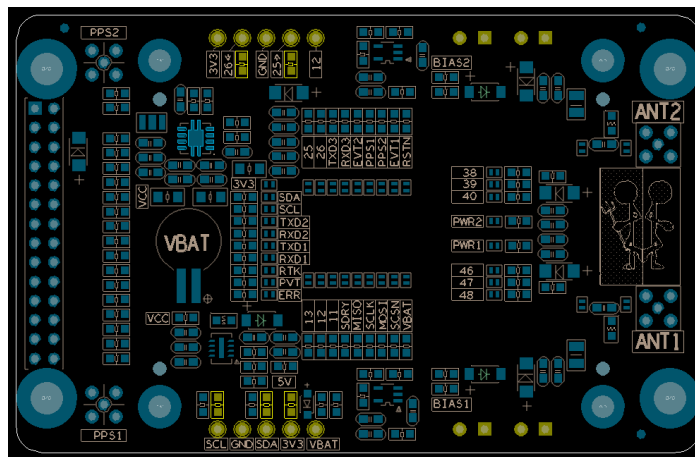 PPS2
3V3
26<
GND
25>
12
BIAS2
ANT2
25
26
TXD3
RXD3
EVT2
PPS1
PPS2
EVT1
RSTN
38
39
40
3V3
VCC
SDA
SCL
TXD2
RXD2
TXD1
RXD1
RTK
PVT
ERR
VBAT
PWR2
PWR1
46
47
48
VCC
13
12
11
SDRY
MISO
SCLK
MOSI
SCSN
VBAT
ANT1
5V
BIAS1
PPS1
SCL
GND
SDA
3V3
VBAT